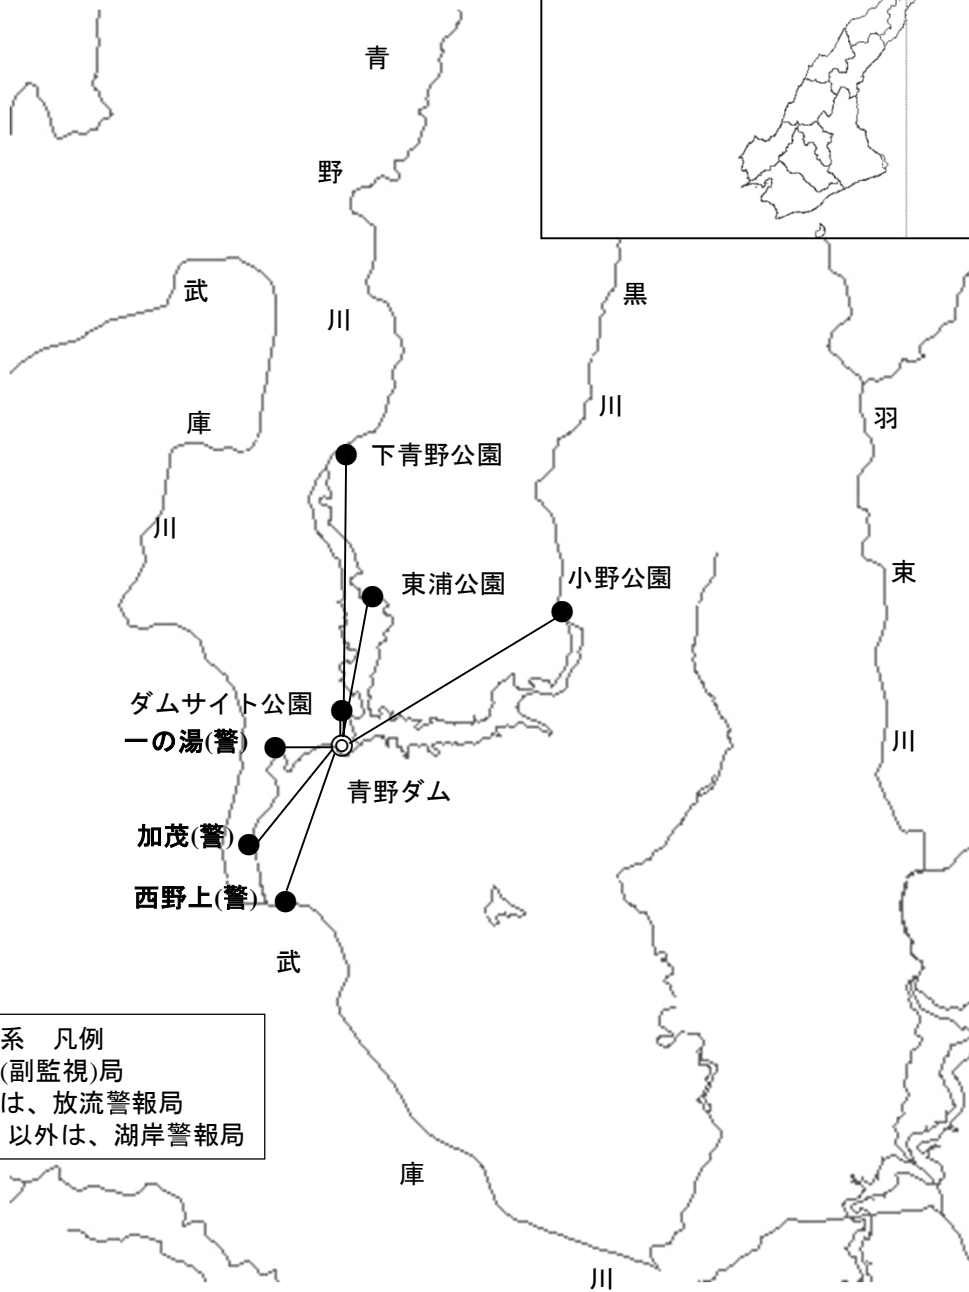 青野川
武庫川
黒川
羽束川
下青野公園
東浦公園
小野公園
ダムサイト公園
一の湯(警)
青野ダム
加茂(警)
西野上(警)
武庫川
系　凡例
(副監視)局
は、放流警報局
以外は、湖岸警報局